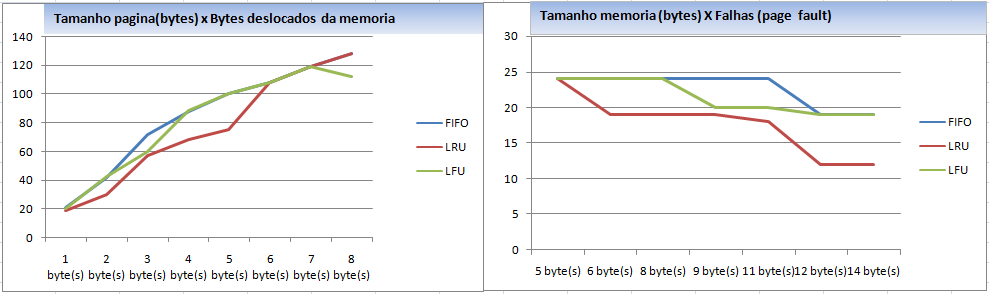 Tamanho pagina(bytes) x Bytes deslocados da memoria
140
120
100
80
60
40
20
0
1 2 3 4 5 6 7 8
byte(s) byte(s) byte(s) byte(s) byte(s) byte(s) byte(s) byte(s)
FIFO
LRU
LFU
Tamanho memoria (bytes) X Falhas (page fault)
30
25
20
15
10
5
0
5 byte(s) 6 byte(s) 8 byte(s) 9 byte(s) 11 byte(s) 12 byte(s) 14 byte(s)
FIFO
LRU
LFU